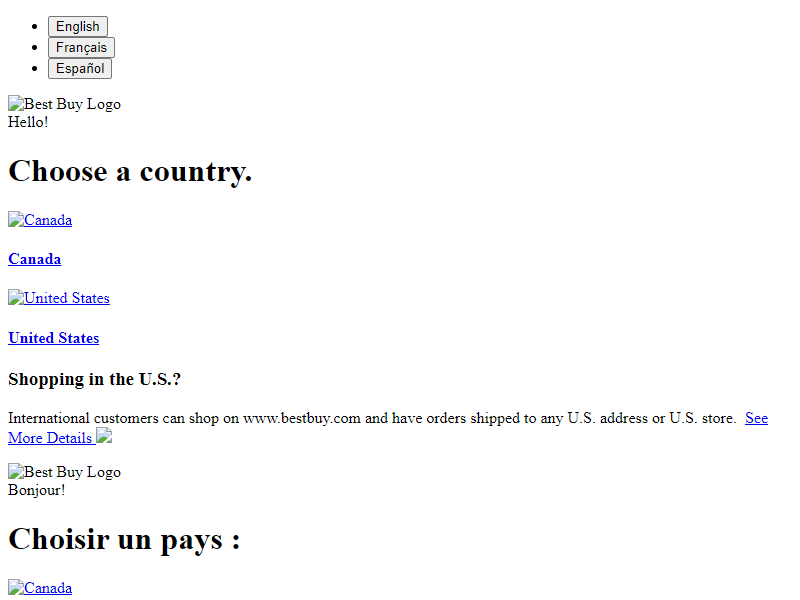 English
Français
Español
Best Buy Logo
Hello!
Choose a country.
Canada
Canada
United States
United States
Shopping in the U.S.?
International customers can shop on www.bestbuy.com and have orders shipped to any U.S. address or U.S. store. See
More Details
Best Buy Logo
Bonjour!
Choisir un pays :
Canada